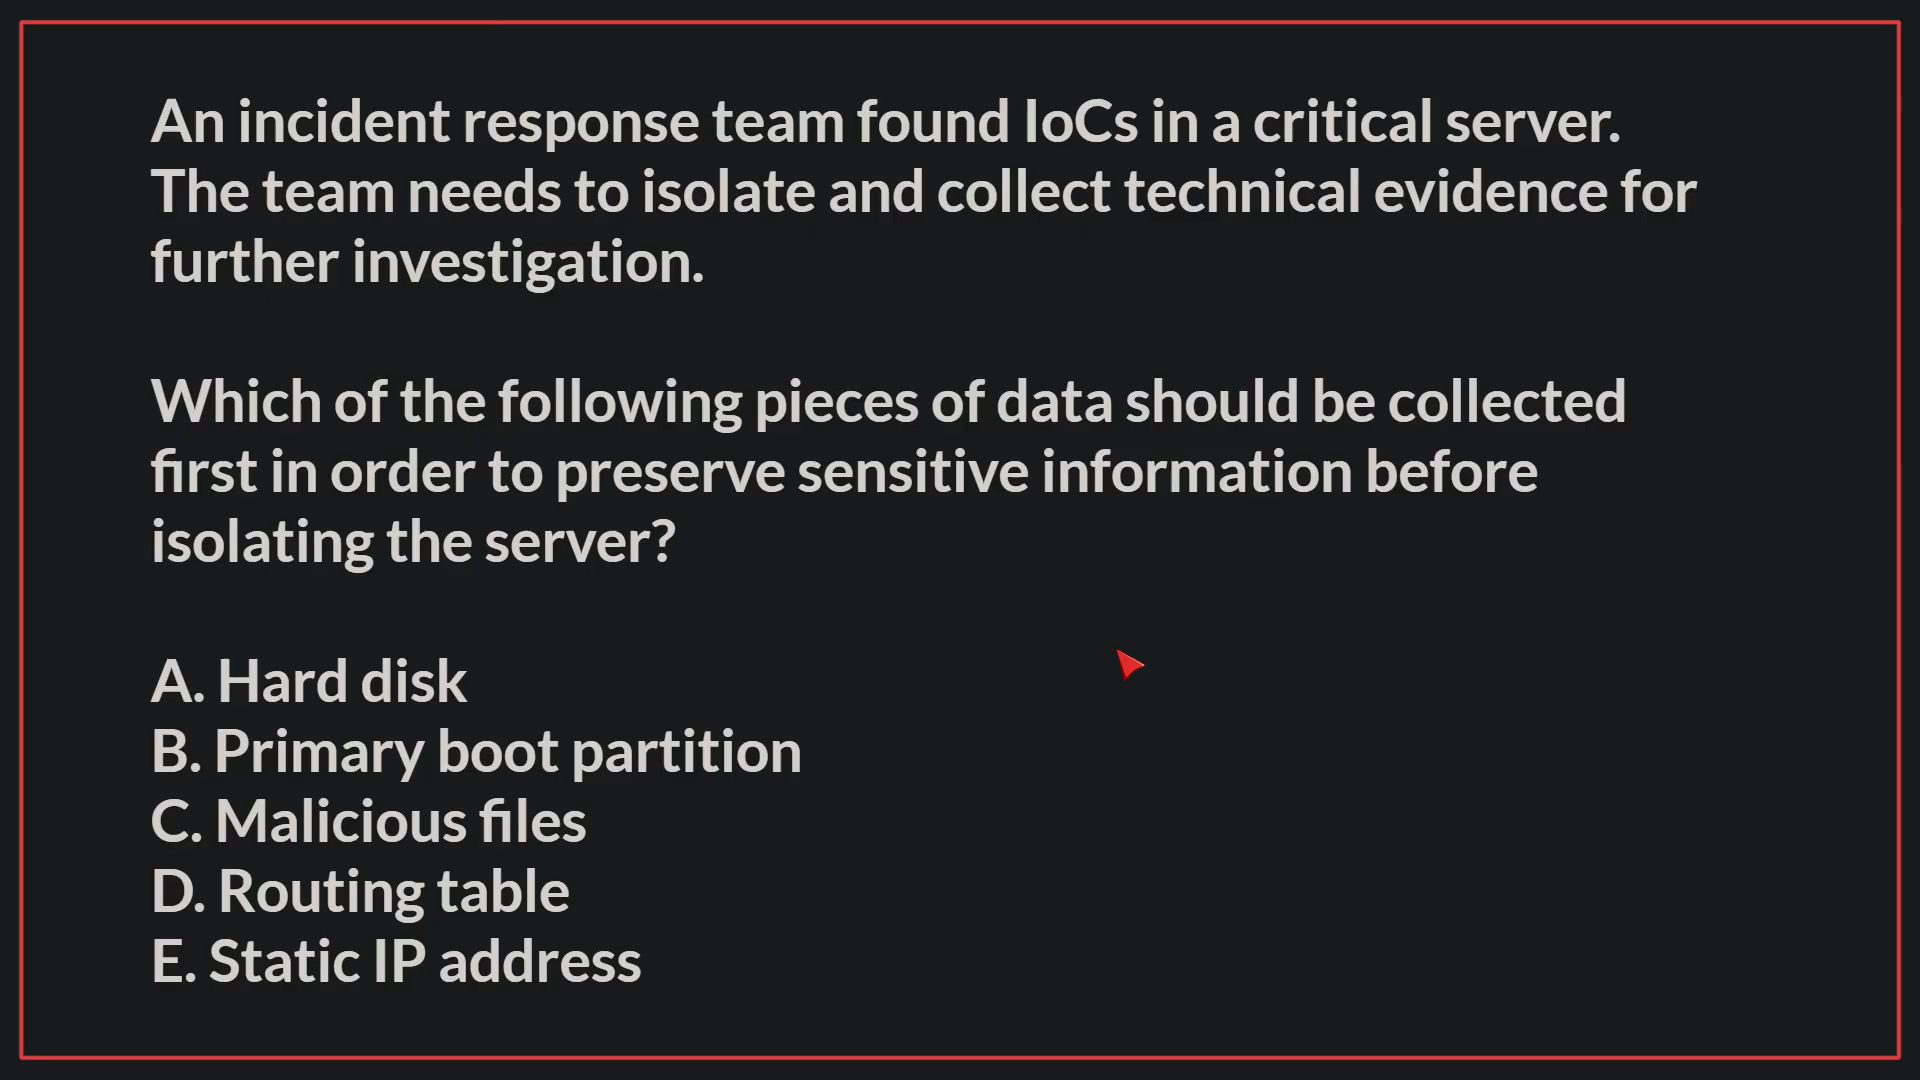 An incident response team found IoCs in a critical server.
The team needs to isolate and collect technical evidence for
further investigation.
Which of the following pieces of data should be collected
first in order to preserve sensitive information before
isolating the server?
A. Hard disk
B. Primary boot partition
C. Malicious files
D. Routing table
E. Static IP address